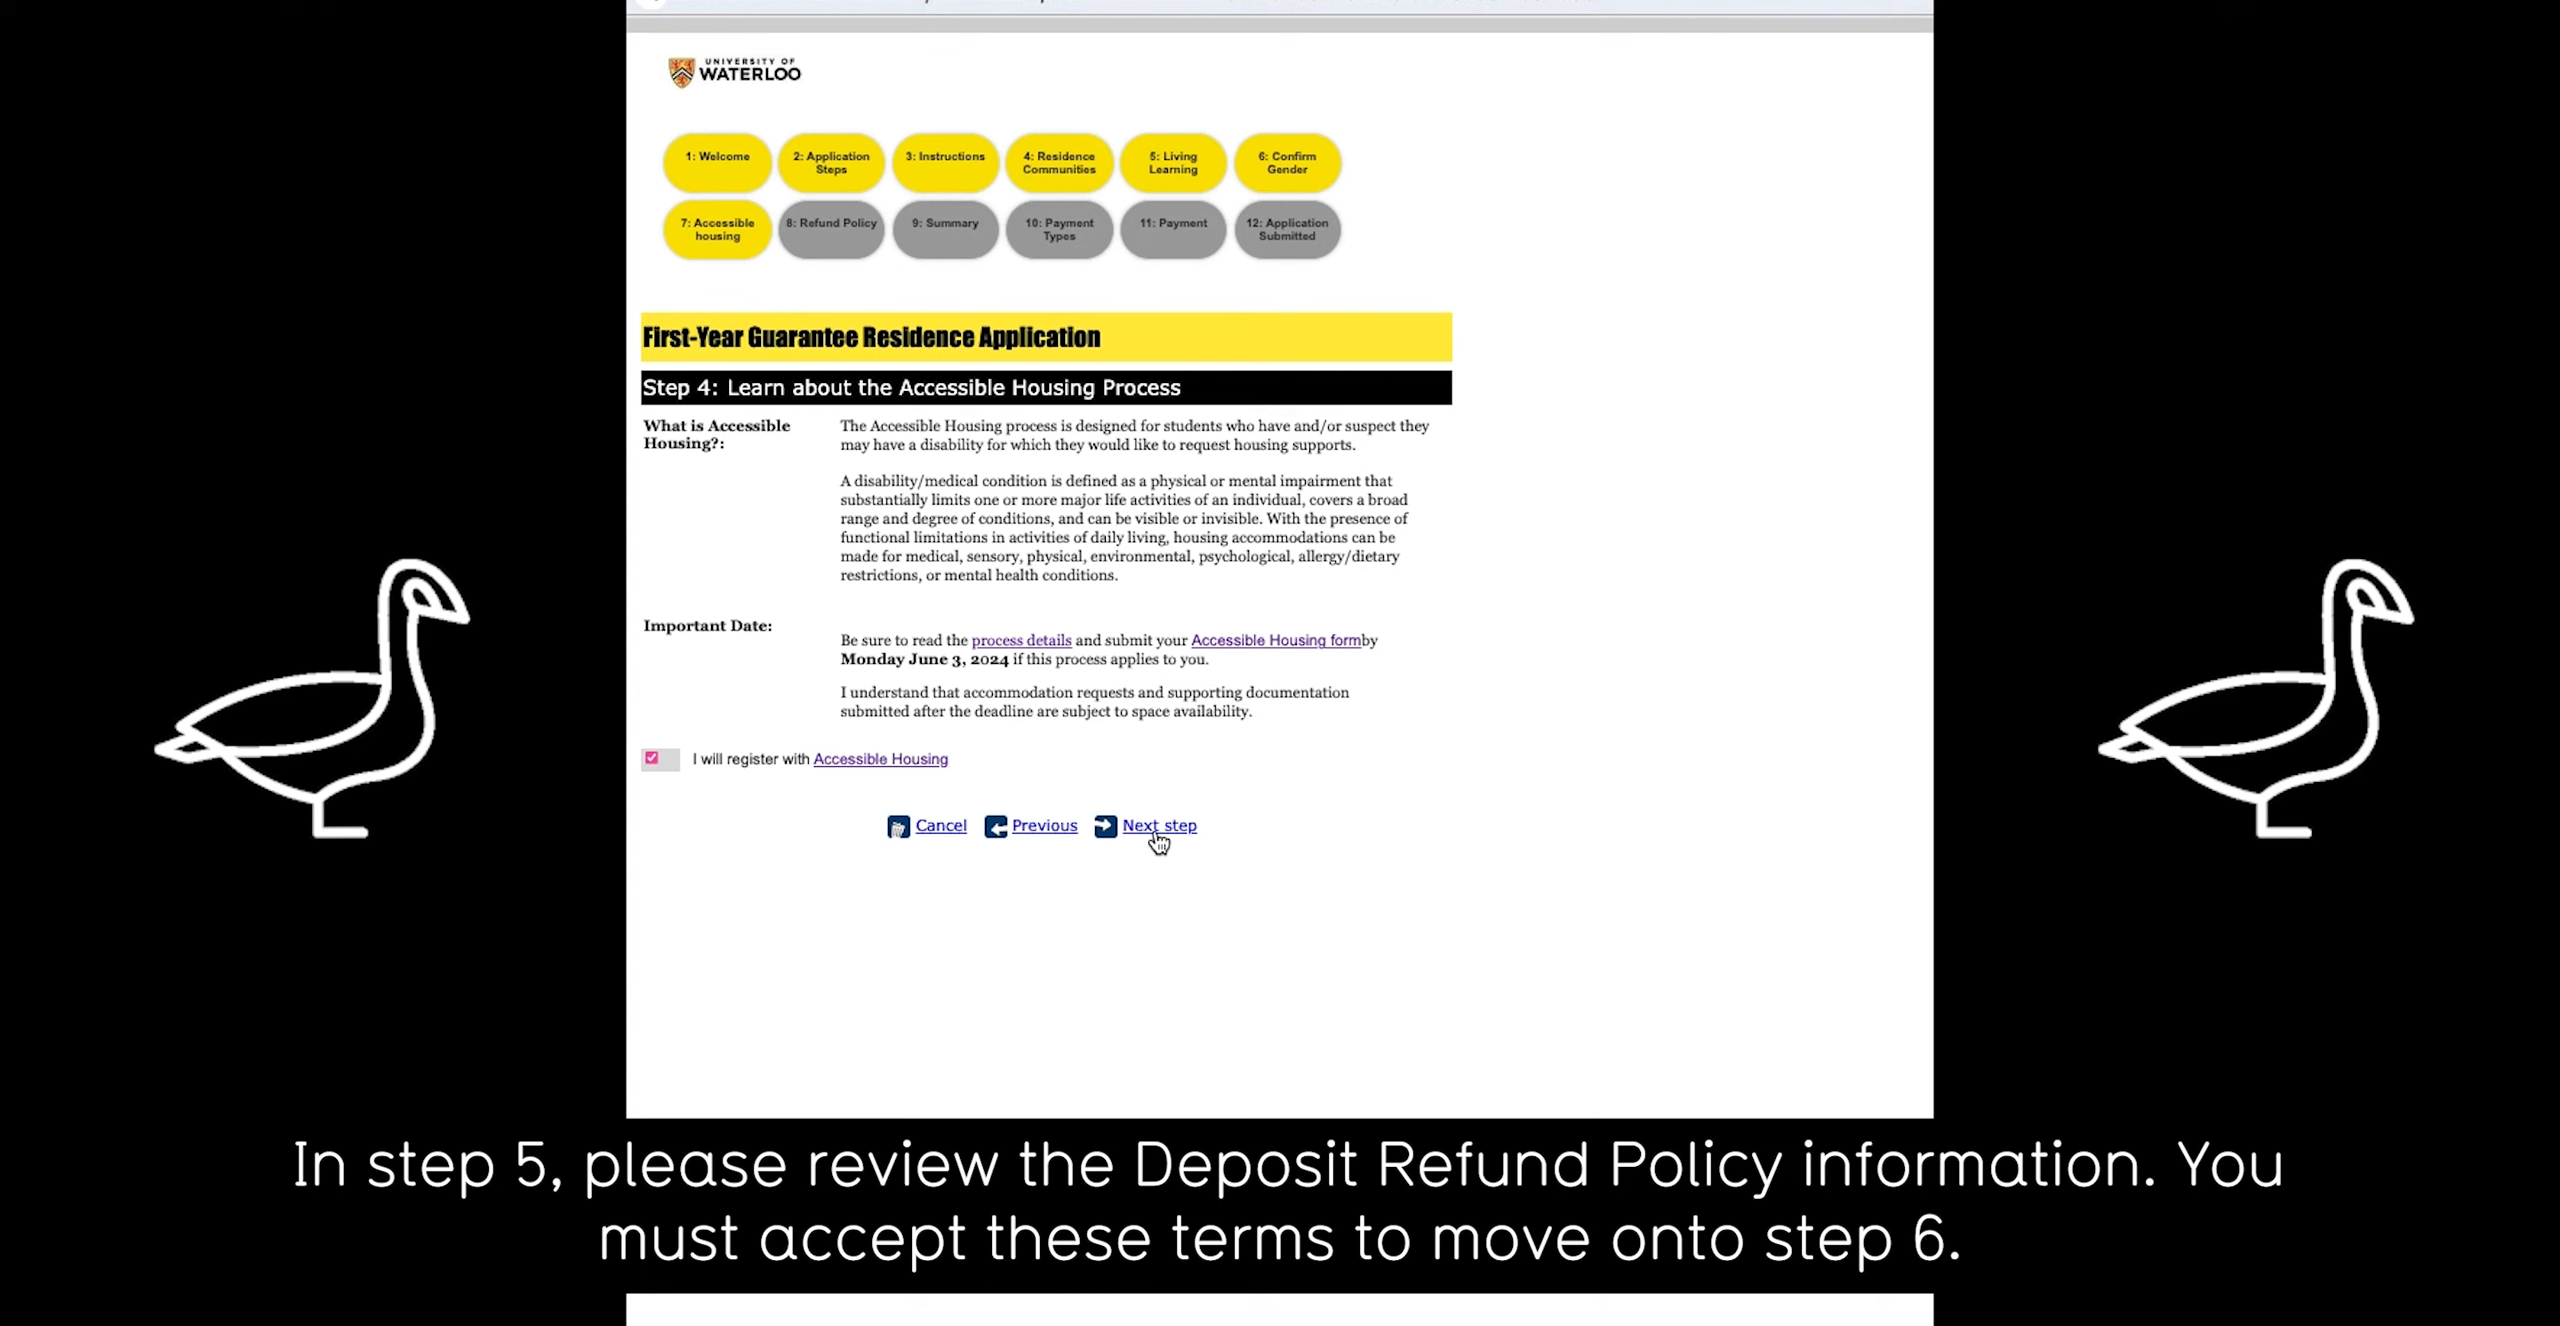 UNIVERSITY OF
WATERLOO
1: Welcome
2: Application
Steps
3: Instructions
4: Residence
Communities
5: Living
Learning
6: Confirm
Gender
7: Accessible
housing
8: Refund Policy
9: Summary
10: Payment
Types
11: Payment
12: Application
Submitted
First-Year Guarantee Residence Application
Step 4: Learn about the Accessible Housing Process
What is Accessible
Housing?:
The Accessible Housing process is designed for students who have and/or suspect they
may have a disability for which they would like to request housing supports.
A disability/medical condition is defined as a physical or mental impairment that
substantially limits one or more major life activities of an individual, covers a broad
range and degree of conditions, and can be visible or invisible. With the presence of
functional limitations in activities of daily living, housing accommodations can be
made for medical, sensory, physical, environmental, psychological, allergy/dietary
restrictions, or mental health conditions.
Important Date:
Be sure to read the process details and submit your Accessible Housing formby
Monday June 3, 2024 if this process applies to you.
I understand that accommodation requests and supporting documentation
submitted after the deadline are subject to space availability.
I will register with Accessible Housing
Cancel Previous Next step
In step 5, please review the Deposit Refund Policy information. You
must accept these terms to move onto step 6.